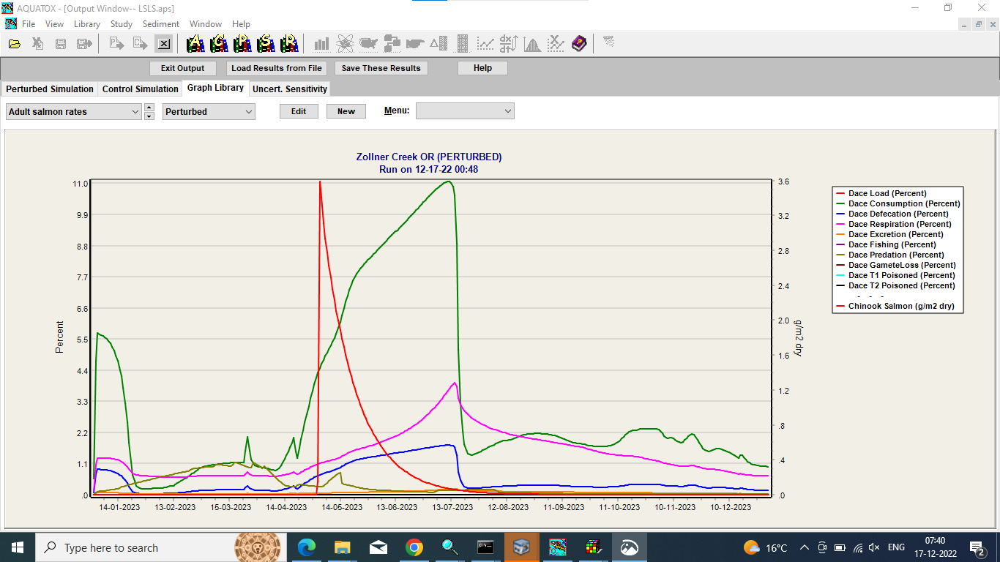 AQUATOX - [Output Window-- LSLS.aps]
File View Library Study Sediment Window Help
A C P S R
Exit Output Load Results from File Save These Results Help
Perturbed Simulation Control Simulation Graph Library Uncert. Sensitivity
Adult salmon rates Perturbed Edit New Menu:
Zollner Creek OR (PERTURBED)
Run on 12-17-22 00:48
11.0
9.9
8.8
7.7
6.6
5.5
4.4
3.3
2.2
1.1
.0
Percent
3.6
3.2
2.8
2.4
2.0
1.6
1.2
.8
.4
.0
g/m2 dry
14-01-2023 13-02-2023 15-03-2023 14-04-2023 14-05-2023 13-06-2023 13-07-2023 12-08-2023 11-09-2023 11-10-2023 10-11-2023 10-12-2023
Dace Load (Percent)
Dace Consumption (Percent)
Dace Defecation (Percent)
Dace Respiration (Percent)
Dace Excretion (Percent)
Dace Fishing (Percent)
Dace Predation (Percent)
Dace GameteLoss (Percent)
Dace T1 Poisoned (Percent)
Dace T2 Poisoned (Percent)
- - -
Chinook Salmon (g/m2 dry)
Type here to search
16°C
ENG
07:40
17-12-2022
2